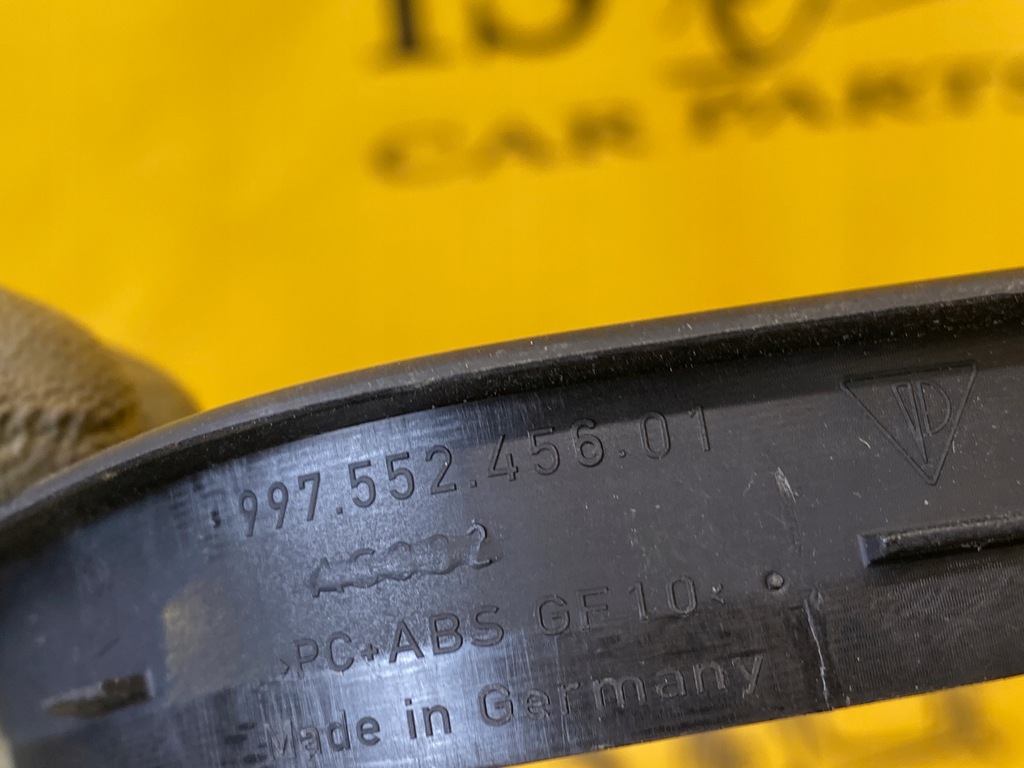 CAR PARTS
997.552.456.01
>PC+ABS GF10<
Made in Germany